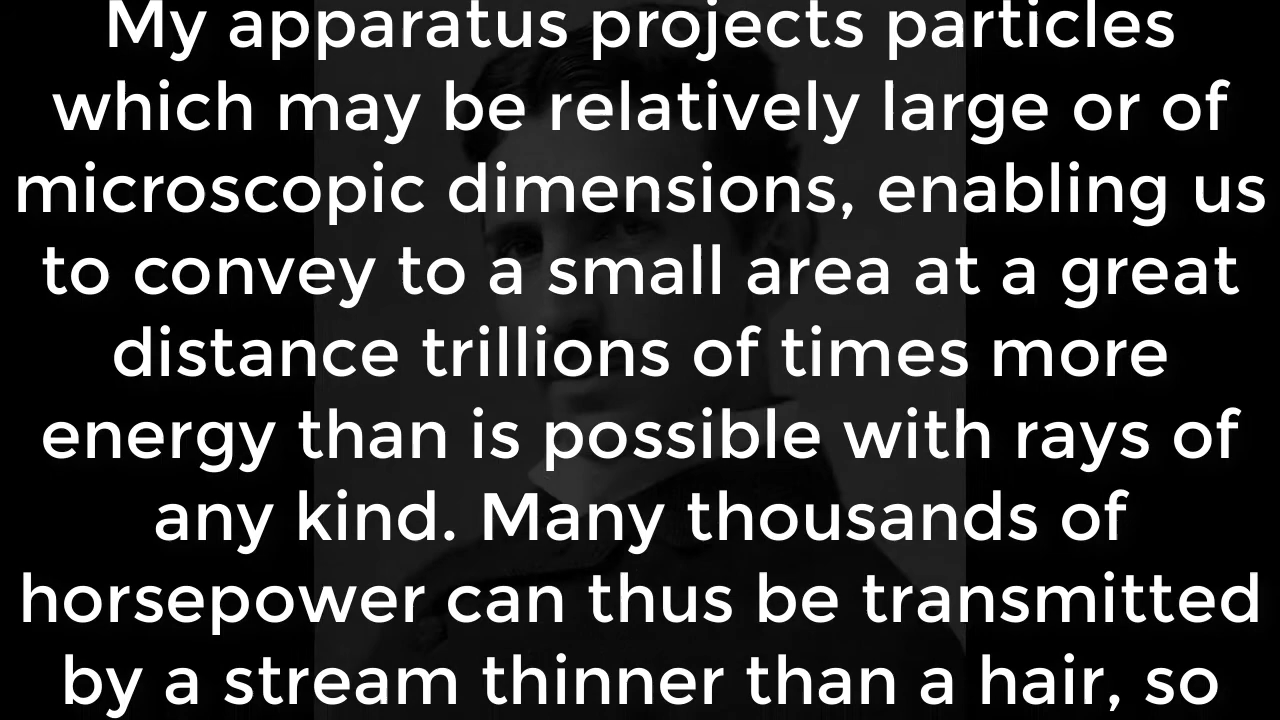 My apparatus projects particles
which may be relatively large or of
microscopic dimensions, enabling us
to convey to a small area at a great
distance trillions of times more
energy than is possible with rays of
any kind. Many thousands of
horsepower can thus be transmitted
by a stream thinner than a hair, so